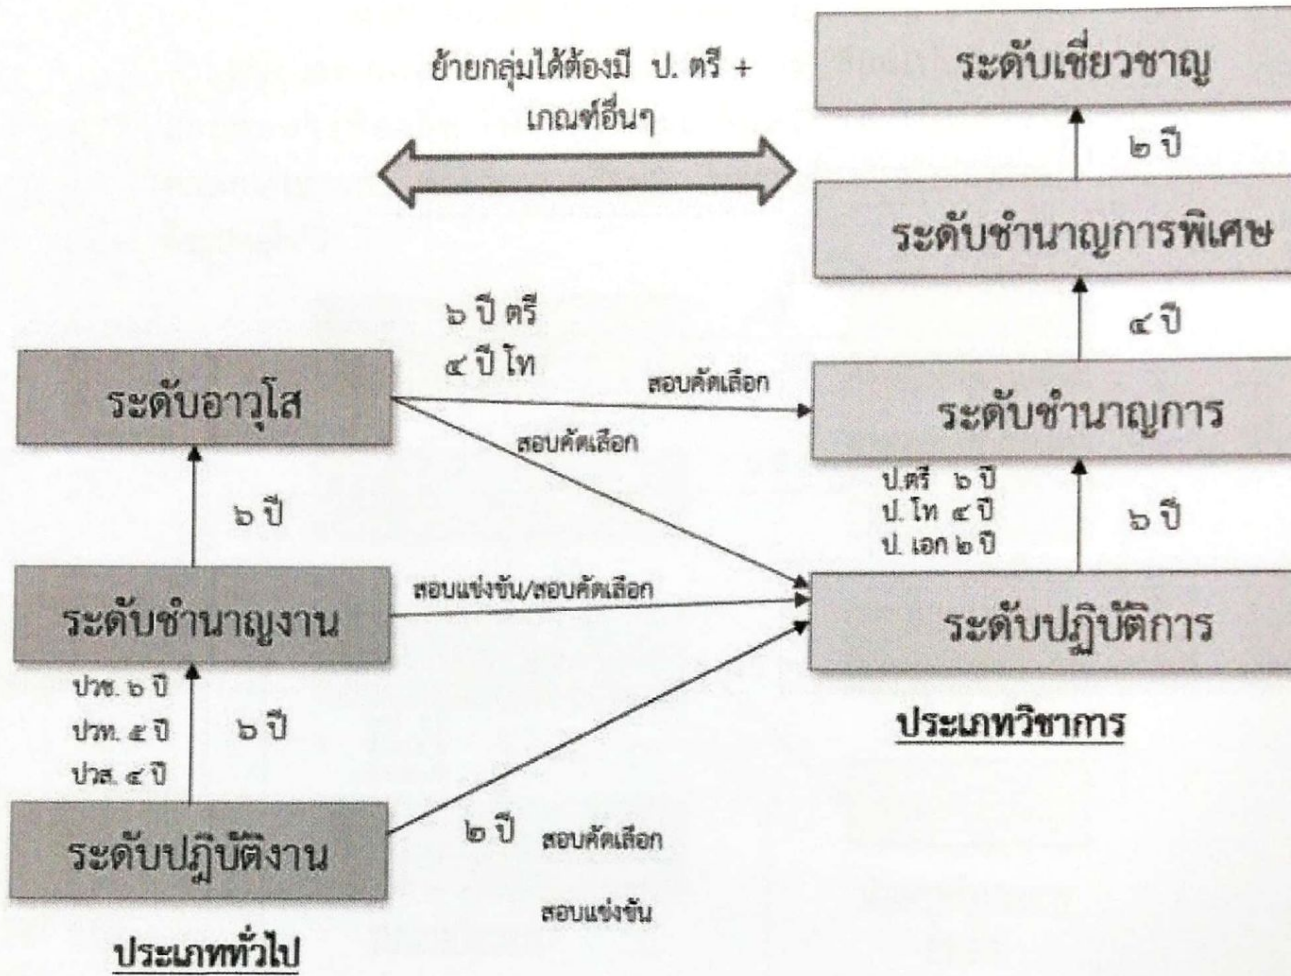 ย้ายกลุ่มได้ต้องมี ป. ตรี +
เกณฑ์อื่นๆ
ระดับเชี่ยวชาญ
๒ ปี
ระดับชำนาญการพิเศษ
๔ ปี
๖ ปี ตรี
๔ ปี โท
ระดับอาวุโส
สอบคัดเลือก
ระดับชำนาญการ
สอบคัดเลือก
๖ ปี
ป.ตรี ๖ ปี
ป. โท ๔ ปี
ป. เอก ๒ ปี
๖ ปี
ระดับชำนาญงาน
สอบแข่งขัน/สอบคัดเลือก
ระดับปฏิบัติการ
ปวช. ๖ ปี
ปวท. ๕ ปี
ปวส. ๔ ปี
๖ ปี
ประเภทวิชาการ
ระดับปฏิบัติงาน
๒ ปี สอบคัดเลือก
สอบแข่งขัน
ประเภททั่วไป